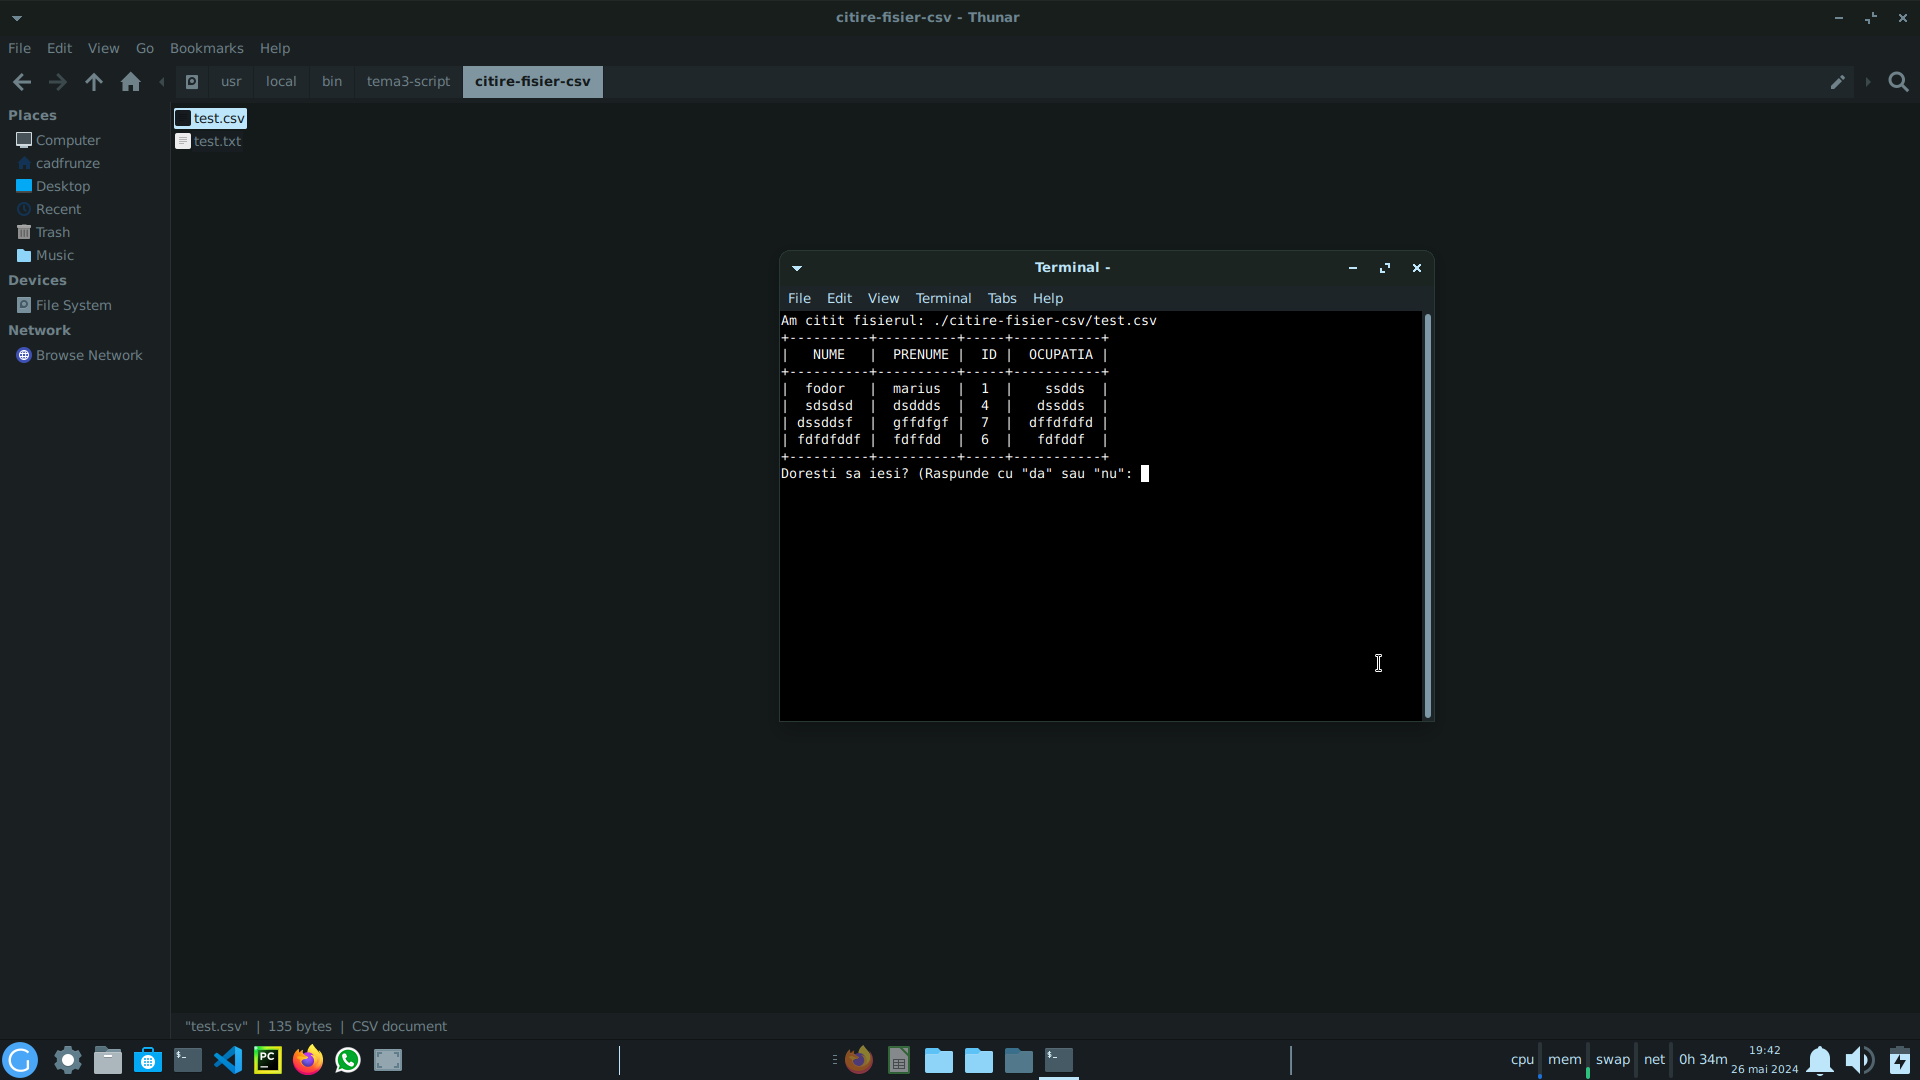 citire-fisier-csv - Thunar
File Edit View Go Bookmarks Help
usr local bin tema3-script citire-fisier-csv
Places
Computer
cadfrunze
Desktop
Recent
Trash
Music
Devices
File System
Network
Browse Network
test.csv
test.txt
Terminal -
File Edit View Terminal Tabs Help
Am citit fisierul: ./citire-fisier-csv/test.csv
+----------+----------+-----+-----------+
|   NUME   |  PRENUME |  ID |  OCUPATIA |
+----------+----------+-----+-----------+
|  fodor   |  marius  |  1  |    ssdds  |
|  sdsdsd  |  dsddds  |  4  |   dssdds  |
| dssddsf  |  gffdfgf |  7  |  dffdfdfd |
| fdfdfddf |  fdffdd  |  6  |   fdfddf  |
+----------+----------+-----+-----------+
Doresti sa iesi? (Raspunde cu "da" sau "nu":
"test.csv" | 135 bytes | CSV document
G $- PC $- cpu mem swap net 0h 34m 19:42
26 mai 2024